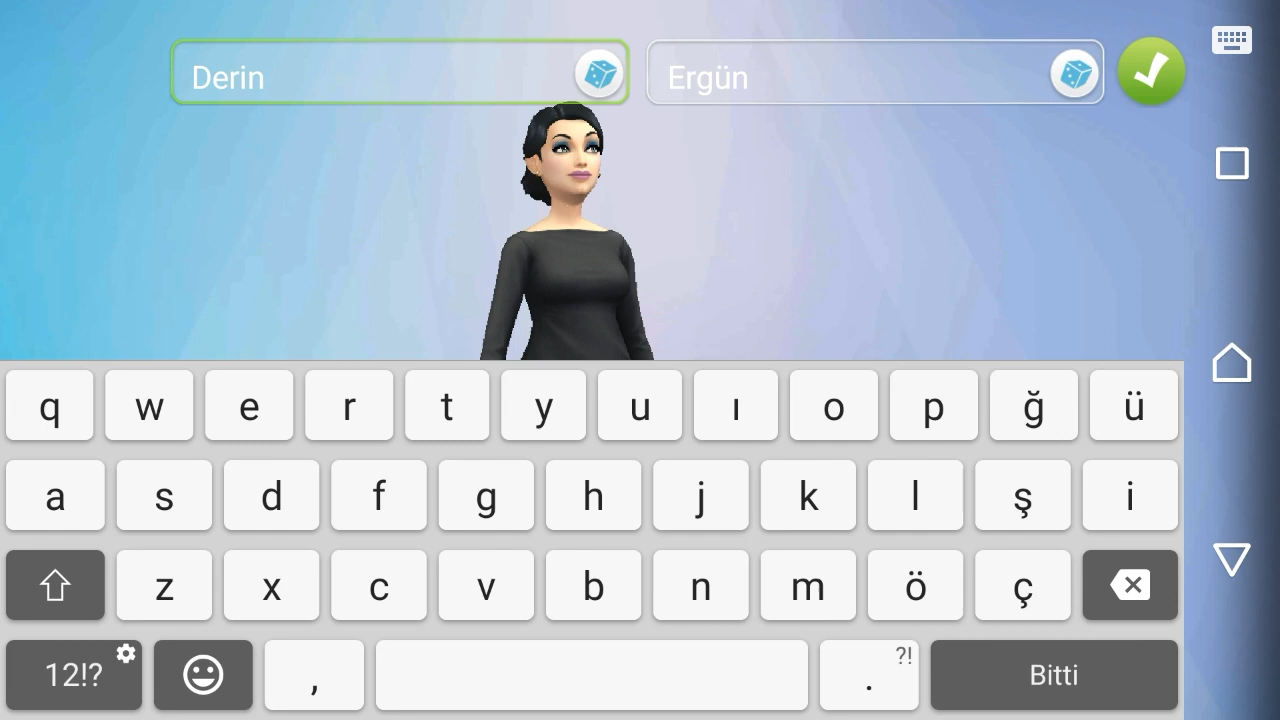 Derin Ergün
q w e r t y u ı o p ğ ü
a s d f g h j k l ş i
z x c v b n m ö ç
12!? , . ?! Bitti